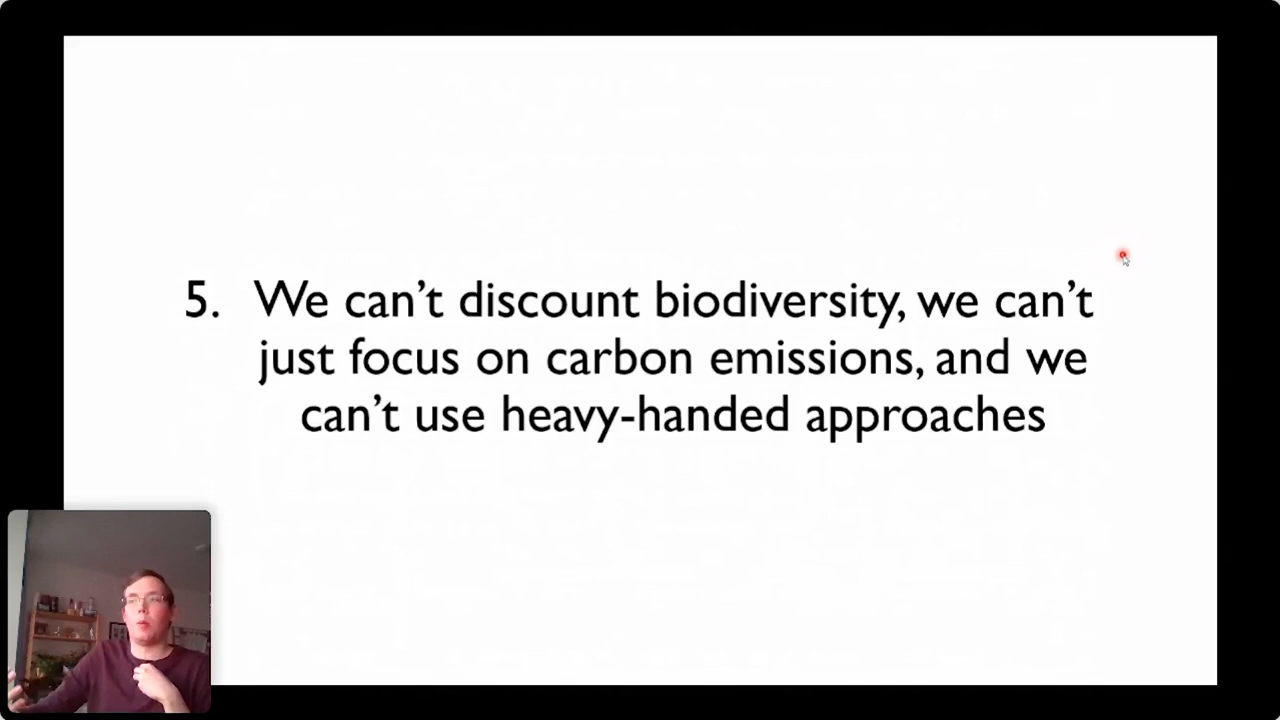 5. We can’t discount biodiversity, we can’t
just focus on carbon emissions, and we
can’t use heavy-handed approaches